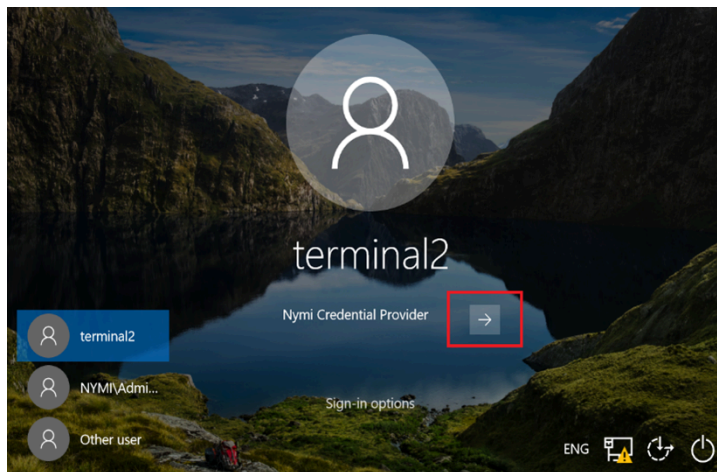 terminal2
Nymi Credential Provider
terminal2
NYMI\Admi...
Sign-in options
Other user
ENG